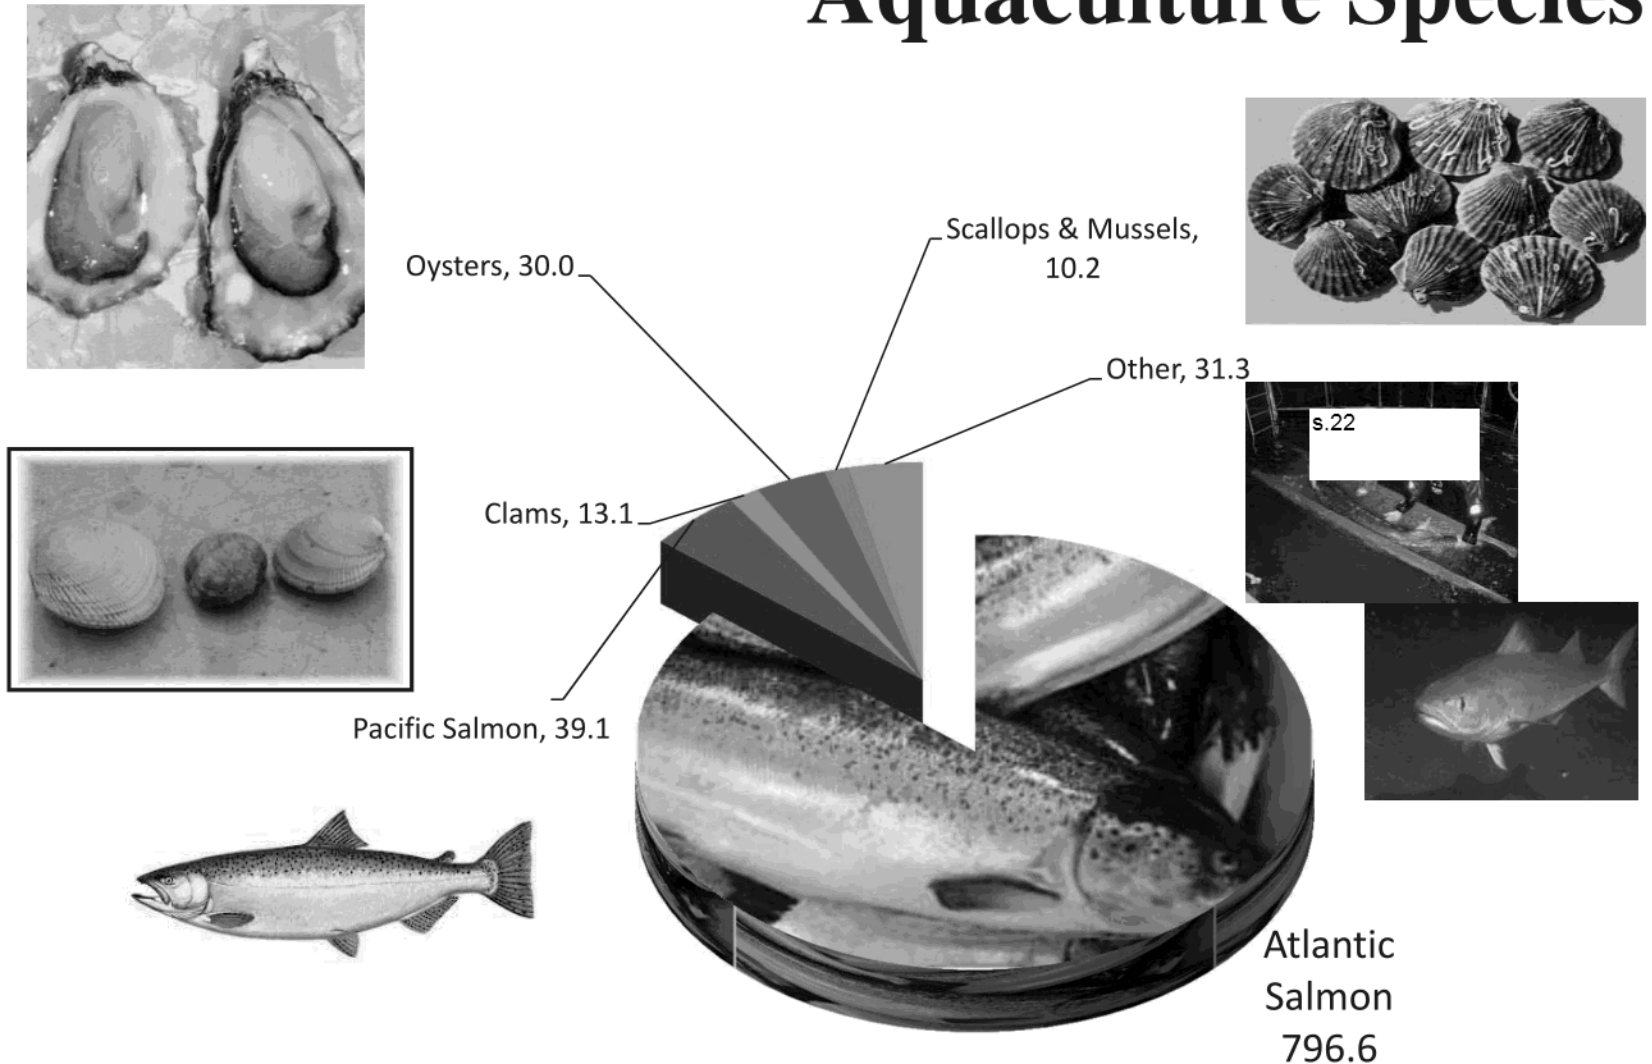 Aquaculture Species
Oysters, 30.0
Scallops & Mussels,
10.2
Other, 31.3
s.22
Clams, 13.1
Pacific Salmon, 39.1
Atlantic
Salmon
796.6